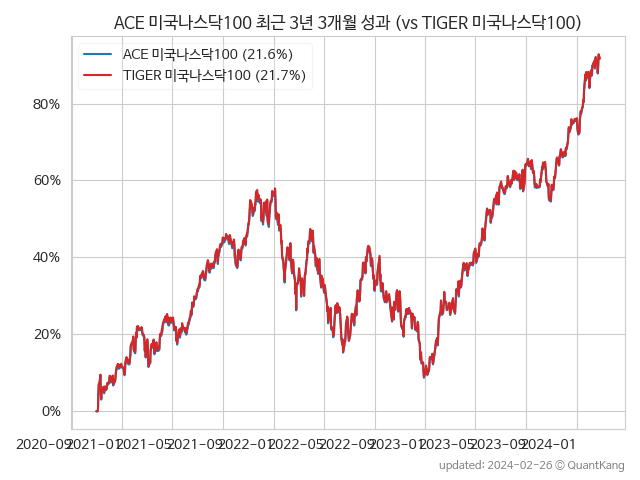 ACE 미국나스닥100 최근 3년 3개월 성과 (vs TIGER 미국나스닥100)
ACE 미국나스닥100 (21.6%)
TIGER 미국나스닥100 (21.7%)
80%
60%
40%
20%
0%
2020-09 2021-01 2021-05 2021-09 2022-01 2022-05 2022-09 2023-01 2023-05 2023-09 2024-01
updated: 2024-02-26 © QuantKang